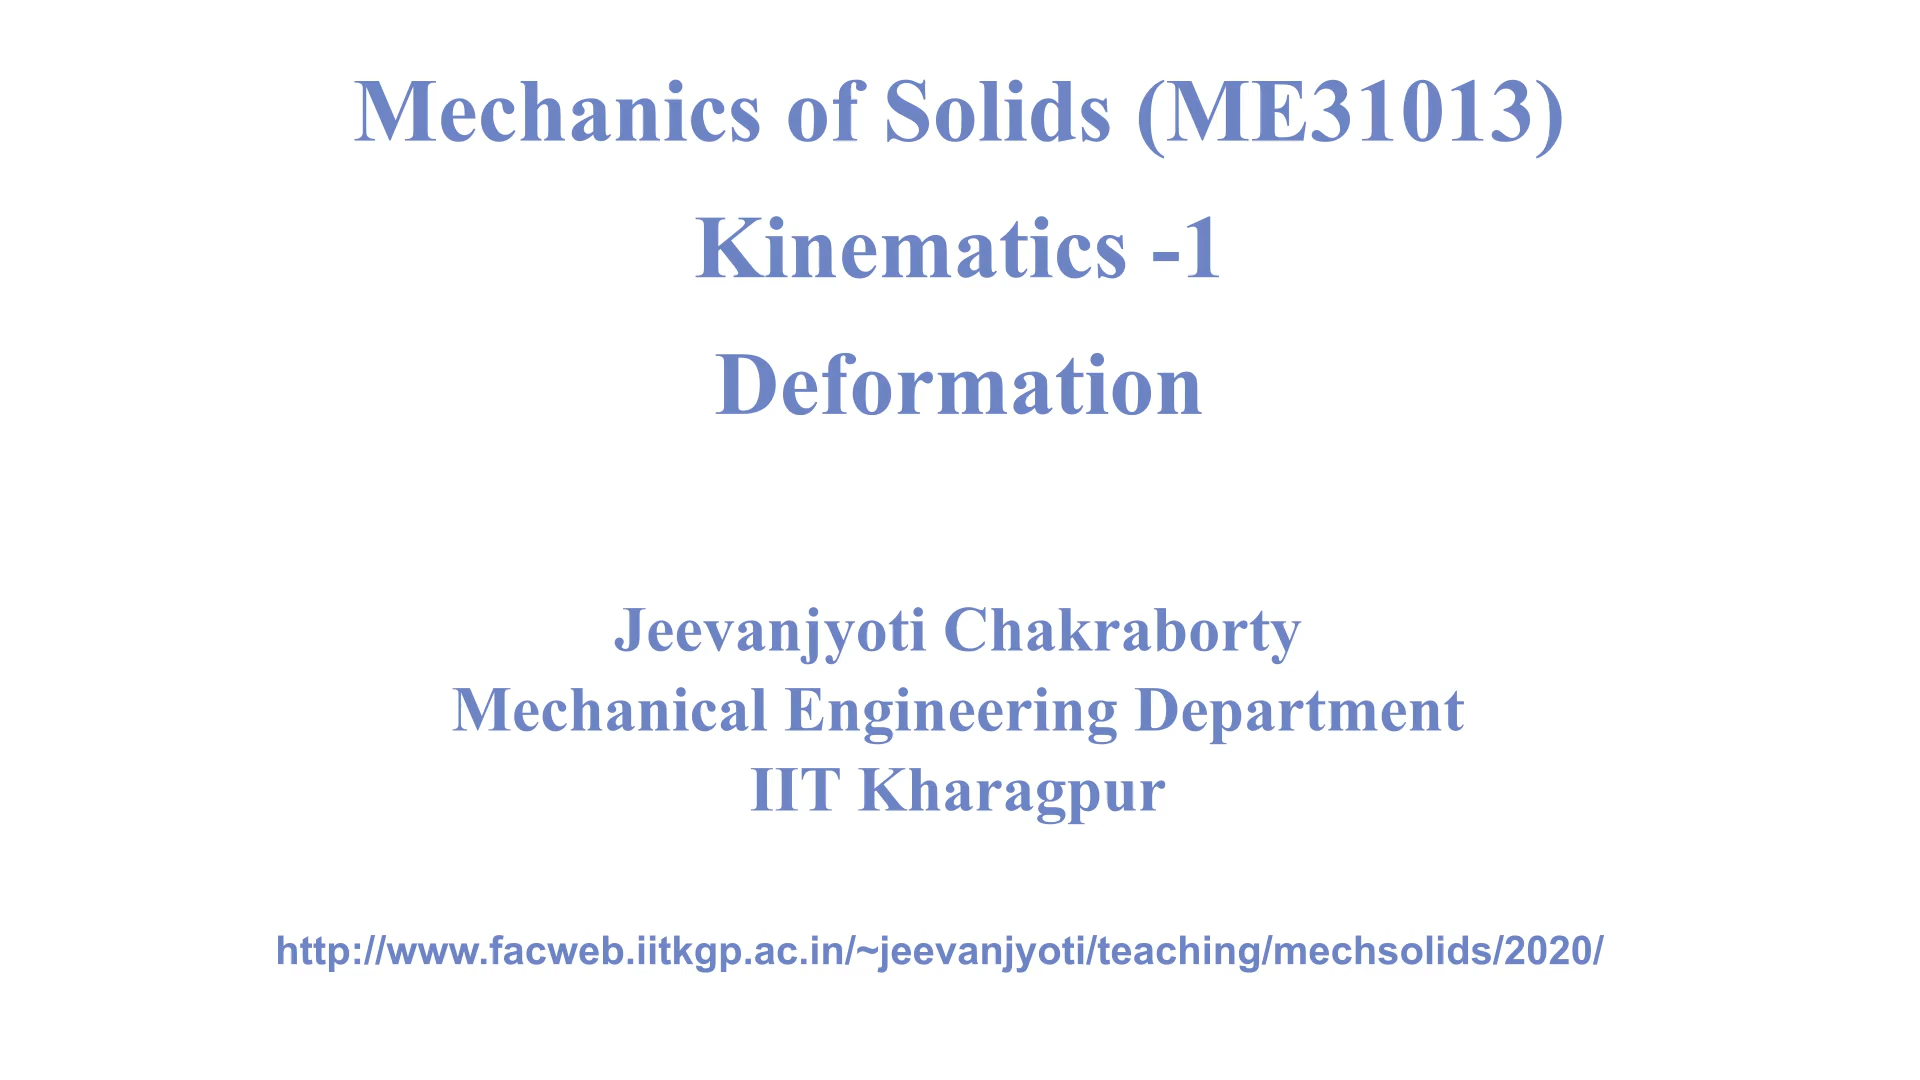 Mechanics of Solids (ME31013)
Kinematics -1
Deformation
Jeevanjyoti Chakraborty
Mechanical Engineering Department
IIT Kharagpur
http://www.facweb.iitkgp.ac.in/~jeevanjyoti/teaching/mechsolids/2020/